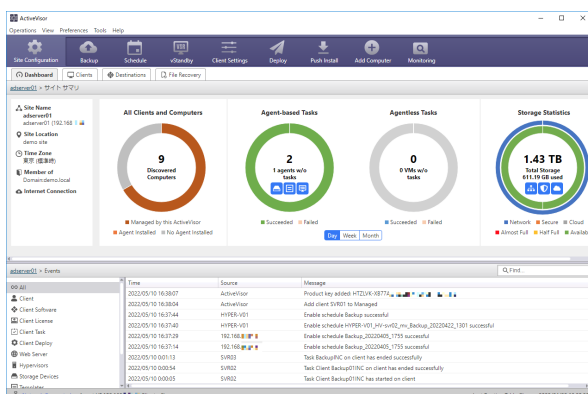 ActiveVisor
Operations View Preferences Tools Help
Site Configuration Backup Schedule vStandby Client Settings Deploy Push Install Add Computer Monitoring
Dashboard Clients Destinations File Recovery
adserver01 > サイト サマリ
Site Name
adserver01
adserver01 (192.168
Site Location
demo site
Time Zone
東京 (標準時)
Member of
Domain:demo.local
Internet Connection
All Clients and Computers
9
Discovered
Computers
Managed by this ActiveVisor
Agent Installed No Agent Installed
Agent-based Tasks
2
1 agents w/o
tasks
Succeeded Failed
Agentless Tasks
0
0 VMs w/o
tasks
Succeeded Failed
Day Week Month
Storage Statistics
1.43 TB
Total Storage
611.19 GB used
Network Secure Cloud
Almost Full Half Full Availab
adserver01 > Events
Find
All
Client
Client Software
Client License
Client Task
Client Deploy
Web Server
Hypervisors
Storage Devices
Templates
Time Source Message
2022/05/10 16:38:07 ActiveVisor Product key added: HTZLVK-XB77A
2022/05/10 16:38:04 ActiveVisor Add client SVR01 to Managed
2022/05/10 16:37:44 HYPER-V01 Enable schedule Backup successful
2022/05/10 16:37:40 HYPER-V01 Enable schedule HYPER-V01_HV-svr02_mv_Backup_20220422_1301 successful
2022/05/10 16:37:29 192.168. Enable schedule Backup_20220405_1755 successful
2022/05/10 16:37:14 192.168. Enable schedule Backup_20220405_1755 successful
2022/05/10 0:01:13 SVR03 Task BackupINC on client has ended successfully
2022/05/10 0:00:54 SVR02 Task Client Backup01INC on client has ended successfully
2022/05/10 0:00:05 SVR02 Task Client Backup01INC has started on client